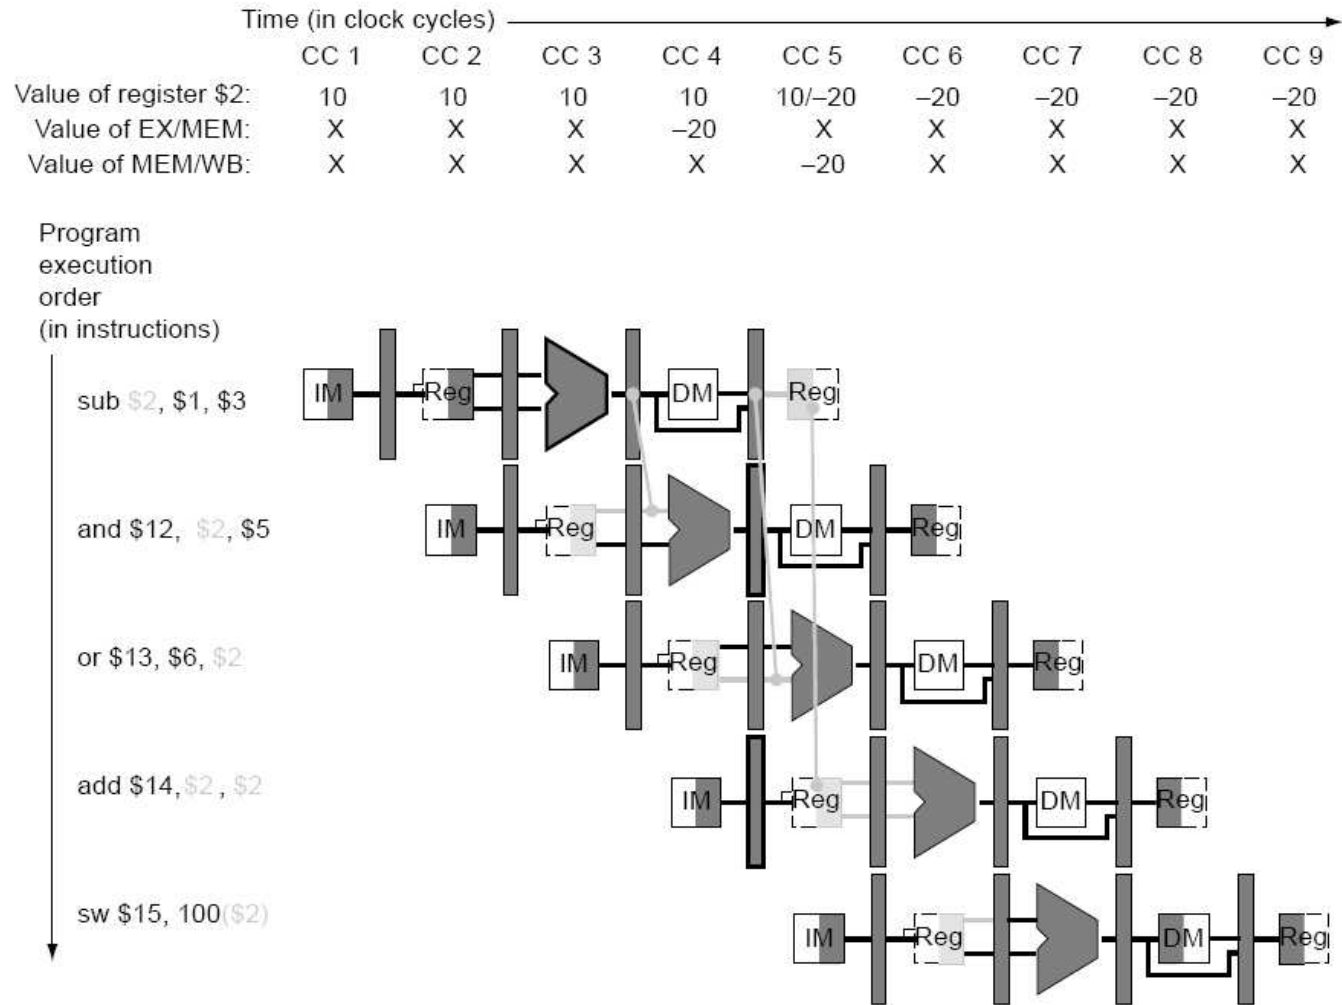 Time (in clock cycles)
CC 1 CC 2 CC 3 CC 4 CC 5 CC 6 CC 7 CC 8 CC 9
Value of register $2: 10 10 10 10 10/–20 –20 –20 –20 –20
Value of EX/MEM: X X X –20 X X X X X
Value of MEM/WB: X X X X –20 X X X X
Program
execution
order
(in instructions)
sub $2, $1, $3 IM Reg DM Reg
and $12, $2, $5 IM Reg DM Reg
or $13, $6, $2 IM Reg DM Reg
add $14,$2 , $2 IM Reg DM Reg
sw $15, 100($2) IM Reg DM Reg